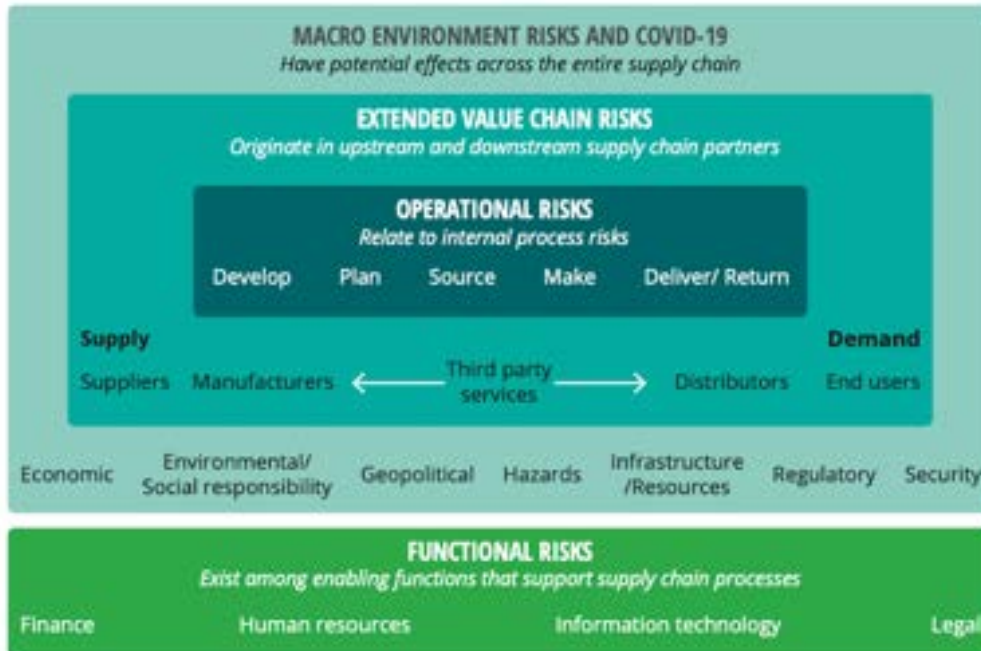 MACRO ENVIRONMENT RISKS AND COVID-19
Have potential effects across the entire supply chain
EXTENDED VALUE CHAIN RISKS
Originate in upstream and downstream supply chain partners
OPERATIONAL RISKS
Relate to internal process risks
Develop Plan Source Make Deliver/ Return
Supply Demand
Suppliers Manufacturers Third party services Distributors End users
Economic Environmental/ Social responsibility Geopolitical Hazards Infrastructure /Resources Regulatory Security
FUNCTIONAL RISKS
Exist among enabling functions that support supply chain processes
Finance Human resources Information technology Legal